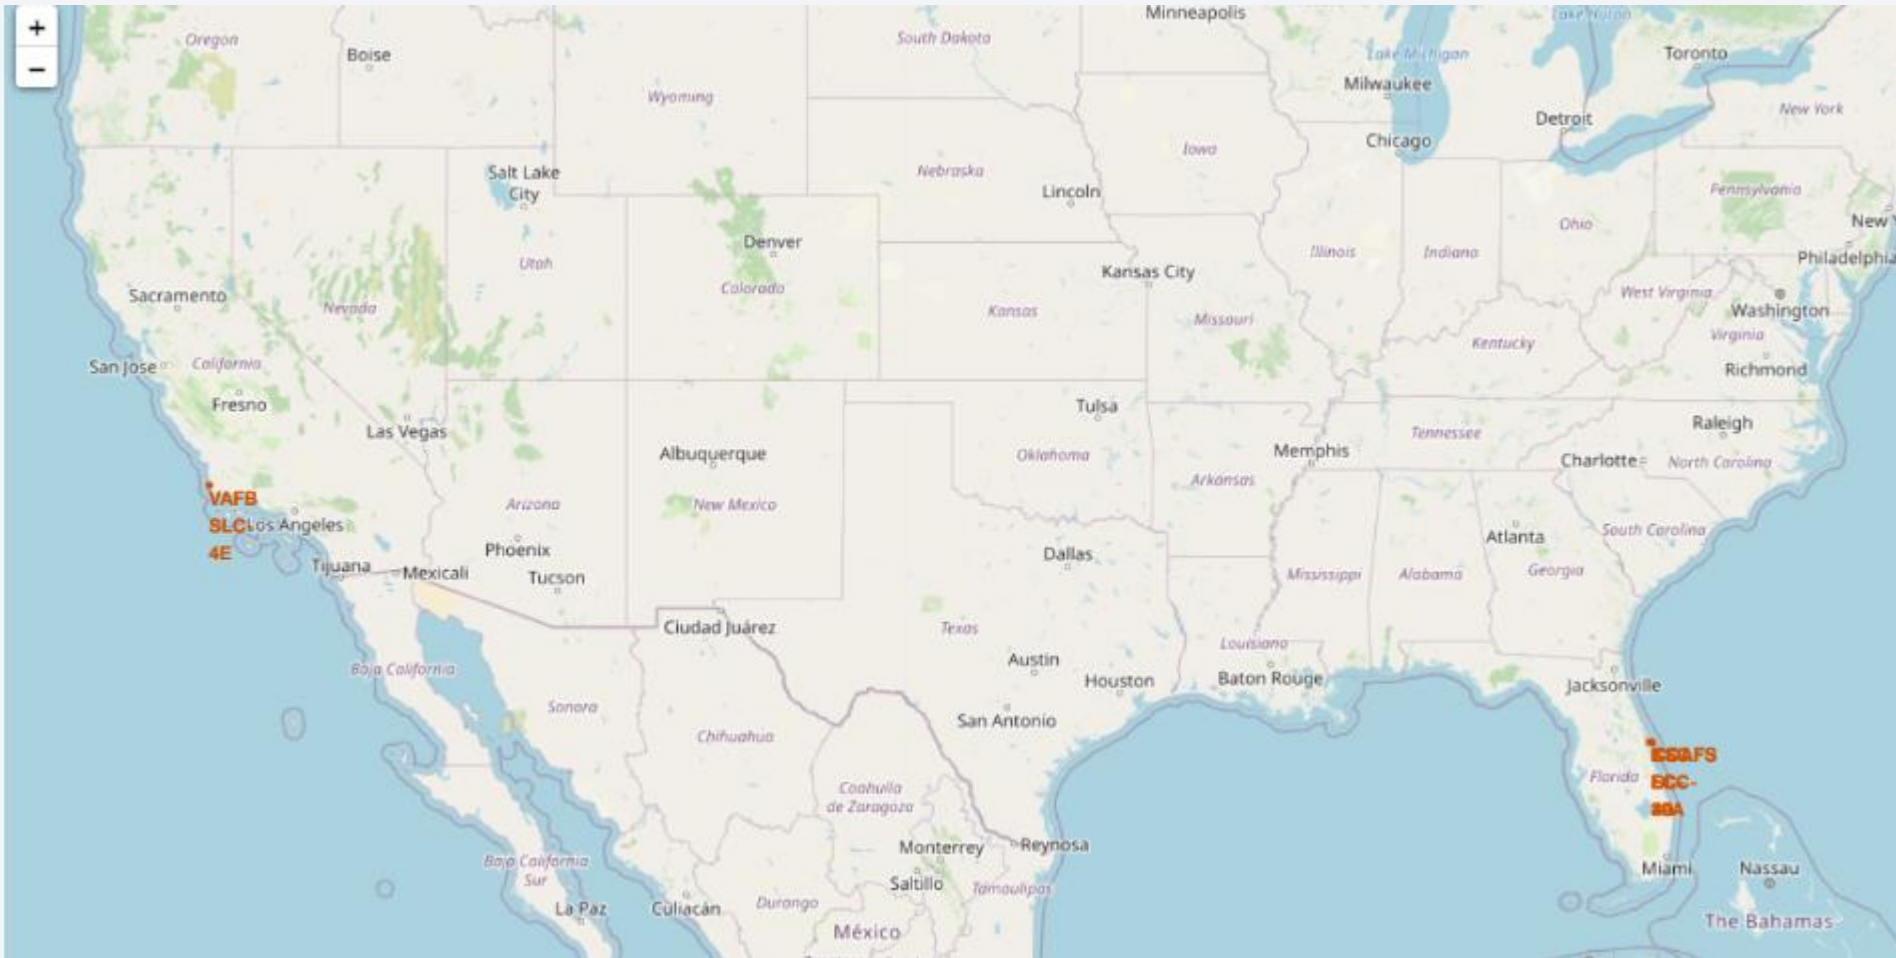 +
−
Oregon
Boise
Minneapolis
South Dakota
Lake Huron
Lake Michigan
Toronto
Wyoming
Milwaukee
New York
Detroit
Chicago
Iowa
Salt Lake
City
Nebraska
Lincoln
Pennsylvania
New
Denver
Ohio
Utah
Illinois
Indiana
Philadelphia
Kansas City
Colorado
Sacramento
Nevada
West Virginia
Washington
Kansas
Missouri
Virginia
Kentucky
San Jose
California
Richmond
Fresno
Las Vegas
Tulsa
Raleigh
Tennessee
Albuquerque
Oklahoma
Memphis
Charlotte
North Carolina
Arkansas
VAFB
SLC-
4E
Los Angeles
Arizona
New Mexico
South Carolina
Atlanta
Phoenix
Dallas
Tijuana
Mexicali
Tucson
Mississippi
Alabama
Georgia
Ciudad Juárez
Texas
Louisiana
Austin
Baja California
Houston
Baton Rouge
Jacksonville
Sonora
San Antonio
Chihuahua
Florida
Coahuila
de Zaragoza
Monterrey
Reynosa
Baja California
Sur
Saltillo
Tamaulipas
Miami
Nassau
La Paz
Culiacán
Durango
México
The Bahamas